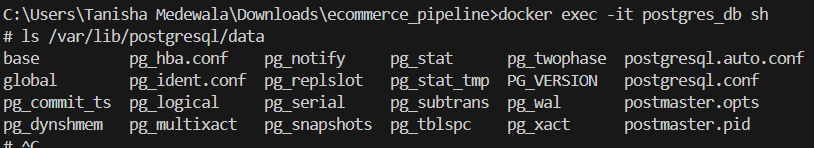 C:\Users\Tanisha Medewala\Downloads\ecommerce_pipeline>docker exec -it postgres_db sh
# ls /var/lib/postgresql/data
base pg_hba.conf pg_notify pg_stat pg_twophase postgresql.auto.conf
global pg_ident.conf pg_replslot pg_stat_tmp PG_VERSION postgresql.conf
pg_commit_ts pg_logical pg_serial pg_subtrans pg_wal postmaster.opts
pg_dynshmem pg_multixact pg_snapshots pg_tblspc pg_xact postmaster.pid
# ^C